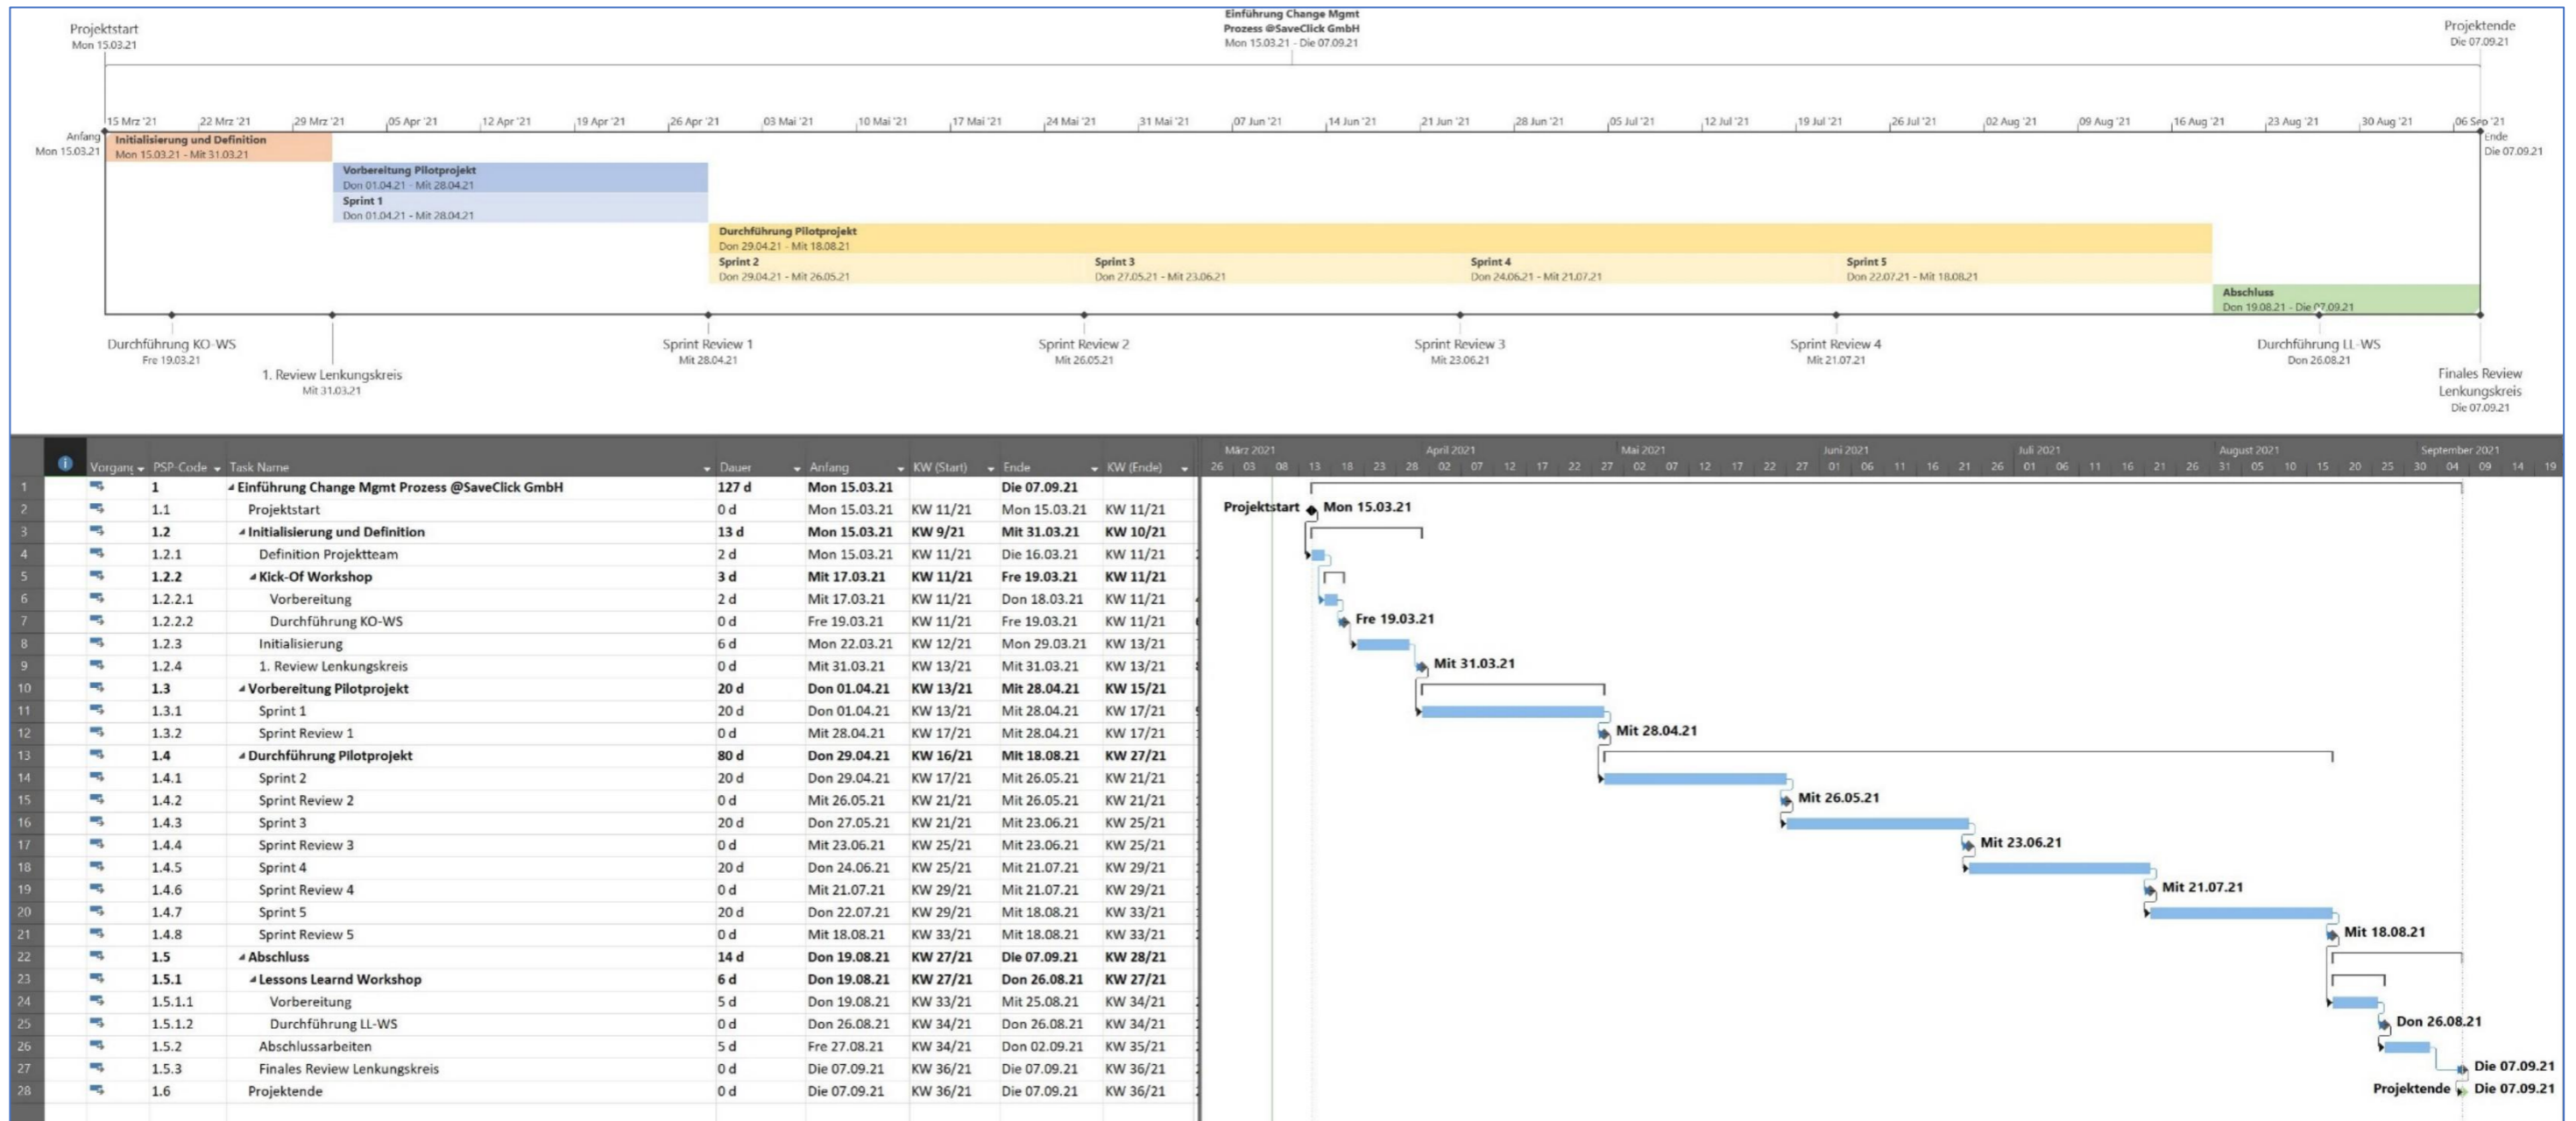 Einführung Change Mgmt
Prozess @SaveClick GmbH
Mon 15.03.21 - Die 07.09.21
Projektstart
Mon 15.03.21
Projektende
Die 07.09.21
15 Mrz '21 22 Mrz '21 29 Mrz '21 05 Apr '21 12 Apr '21 19 Apr '21 26 Apr '21 03 Mai '21 10 Mai '21 17 Mai '21 24 Mai '21 31 Mai '21 07 Jun '21 14 Jun '21 21 Jun '21 28 Jun '21 05 Jul '21 12 Jul '21 19 Jul '21 26 Jul '21 02 Aug '21 09 Aug '21 16 Aug '21 23 Aug '21 30 Aug '21 06 Sep '21
Anfang
Mon 15.03.21
Ende
Die 07.09.21
Initialisierung und Definition
Mon 15.03.21 - Mit 31.03.21
Vorbereitung Pilotprojekt
Don 01.04.21 - Mit 28.04.21
Sprint 1
Don 01.04.21 - Mit 28.04.21
Durchführung Pilotprojekt
Don 29.04.21 - Mit 18.08.21
Sprint 2
Don 29.04.21 - Mit 26.05.21
Sprint 3
Don 27.05.21 - Mit 23.06.21
Sprint 4
Don 24.06.21 - Mit 21.07.21
Sprint 5
Don 22.07.21 - Mit 18.08.21
Abschluss
Don 19.08.21 - Die 07.09.21
Durchführung KO-WS
Fre 19.03.21
1. Review Lenkungskreis
Mit 31.03.21
Sprint Review 1
Mit 28.04.21
Sprint Review 2
Mit 26.05.21
Sprint Review 3
Mit 23.06.21
Sprint Review 4
Mit 21.07.21
Durchführung LL-WS
Don 26.08.21
Finales Review
Lenkungskreis
Die 07.09.21
Vorgang PSP-Code Task Name Dauer Anfang KW (Start) Ende KW (Ende)
März 2021 April 2021 Mai 2021 Juni 2021 Juli 2021 August 2021 September 2021
26 03 08 13 18 23 28 02 07 12 17 22 27 02 07 12 17 22 27 01 06 11 16 21 26 01 06 11 16 21 26 31 05 10 15 20 25 30 04 09 14 19
1 1 Einführung Change Mgmt Prozess @SaveClick GmbH 127 d Mon 15.03.21 Die 07.09.21
2 1.1 Projektstart 0 d Mon 15.03.21 KW 11/21 Mon 15.03.21 KW 11/21 Projektstart Mon 15.03.21
3 1.2 Initialisierung und Definition 13 d Mon 15.03.21 KW 9/21 Mit 31.03.21 KW 10/21
4 1.2.1 Definition Projektteam 2 d Mon 15.03.21 KW 11/21 Die 16.03.21 KW 11/21
5 1.2.2 Kick-Of Workshop 3 d Mit 17.03.21 KW 11/21 Fre 19.03.21 KW 11/21
6 1.2.2.1 Vorbereitung 2 d Mit 17.03.21 KW 11/21 Don 18.03.21 KW 11/21
7 1.2.2.2 Durchführung KO-WS 0 d Fre 19.03.21 KW 11/21 Fre 19.03.21 KW 11/21 Fre 19.03.21
8 1.2.3 Initialisierung 6 d Mon 22.03.21 KW 12/21 Mon 29.03.21 KW 13/21
9 1.2.4 1. Review Lenkungskreis 0 d Mit 31.03.21 KW 13/21 Mit 31.03.21 KW 13/21 Mit 31.03.21
10 1.3 Vorbereitung Pilotprojekt 20 d Don 01.04.21 KW 13/21 Mit 28.04.21 KW 15/21
11 1.3.1 Sprint 1 20 d Don 01.04.21 KW 13/21 Mit 28.04.21 KW 17/21
12 1.3.2 Sprint Review 1 0 d Mit 28.04.21 KW 17/21 Mit 28.04.21 KW 17/21 Mit 28.04.21
13 1.4 Durchführung Pilotprojekt 80 d Don 29.04.21 KW 16/21 Mit 18.08.21 KW 27/21
14 1.4.1 Sprint 2 20 d Don 29.04.21 KW 17/21 Mit 26.05.21 KW 21/21
15 1.4.2 Sprint Review 2 0 d Mit 26.05.21 KW 21/21 Mit 26.05.21 KW 21/21 Mit 26.05.21
16 1.4.3 Sprint 3 20 d Don 27.05.21 KW 21/21 Mit 23.06.21 KW 25/21
17 1.4.4 Sprint Review 3 0 d Mit 23.06.21 KW 25/21 Mit 23.06.21 KW 25/21 Mit 23.06.21
18 1.4.5 Sprint 4 20 d Don 24.06.21 KW 25/21 Mit 21.07.21 KW 29/21
19 1.4.6 Sprint Review 4 0 d Mit 21.07.21 KW 29/21 Mit 21.07.21 KW 29/21 Mit 21.07.21
20 1.4.7 Sprint 5 20 d Don 22.07.21 KW 29/21 Mit 18.08.21 KW 33/21
21 1.4.8 Sprint Review 5 0 d Mit 18.08.21 KW 33/21 Mit 18.08.21 KW 33/21 Mit 18.08.21
22 1.5 Abschluss 14 d Don 19.08.21 KW 27/21 Die 07.09.21 KW 28/21
23 1.5.1 Lessons Learnd Workshop 6 d Don 19.08.21 KW 27/21 Don 26.08.21 KW 27/21
24 1.5.1.1 Vorbereitung 5 d Don 19.08.21 KW 33/21 Mit 25.08.21 KW 34/21
25 1.5.1.2 Durchführung LL-WS 0 d Don 26.08.21 KW 34/21 Don 26.08.21 KW 34/21 Don 26.08.21
26 1.5.2 Abschlussarbeiten 5 d Fre 27.08.21 KW 34/21 Don 02.09.21 KW 35/21
27 1.5.3 Finales Review Lenkungskreis 0 d Die 07.09.21 KW 36/21 Die 07.09.21 KW 36/21 Die 07.09.21
28 1.6 Projektende 0 d Die 07.09.21 KW 36/21 Die 07.09.21 KW 36/21 Projektende Die 07.09.21